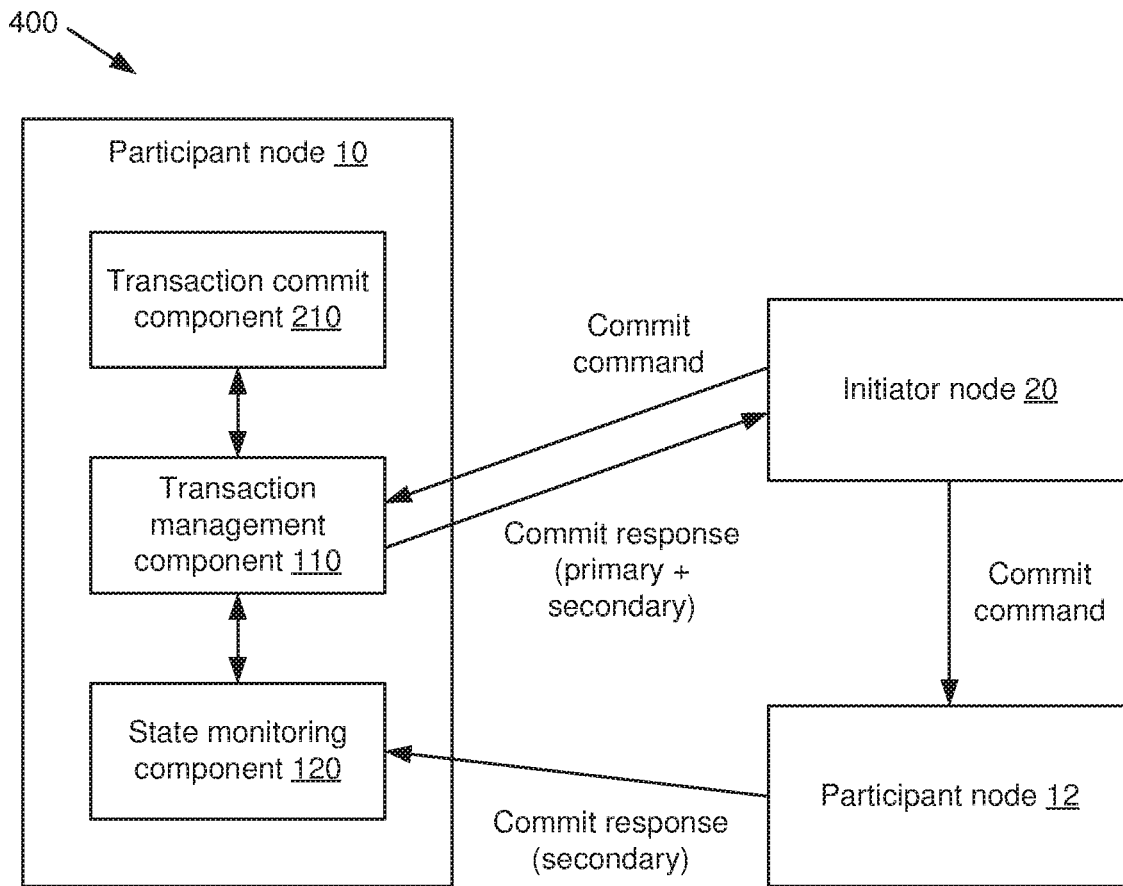 400
Participant node 10
Transaction commit
component 210
Transaction
management
component 110
State monitoring
component 120
Commit
command
Initiator node 20
Commit response
(primary +
secondary)
Commit
command
Commit response
(secondary)
Participant node 12